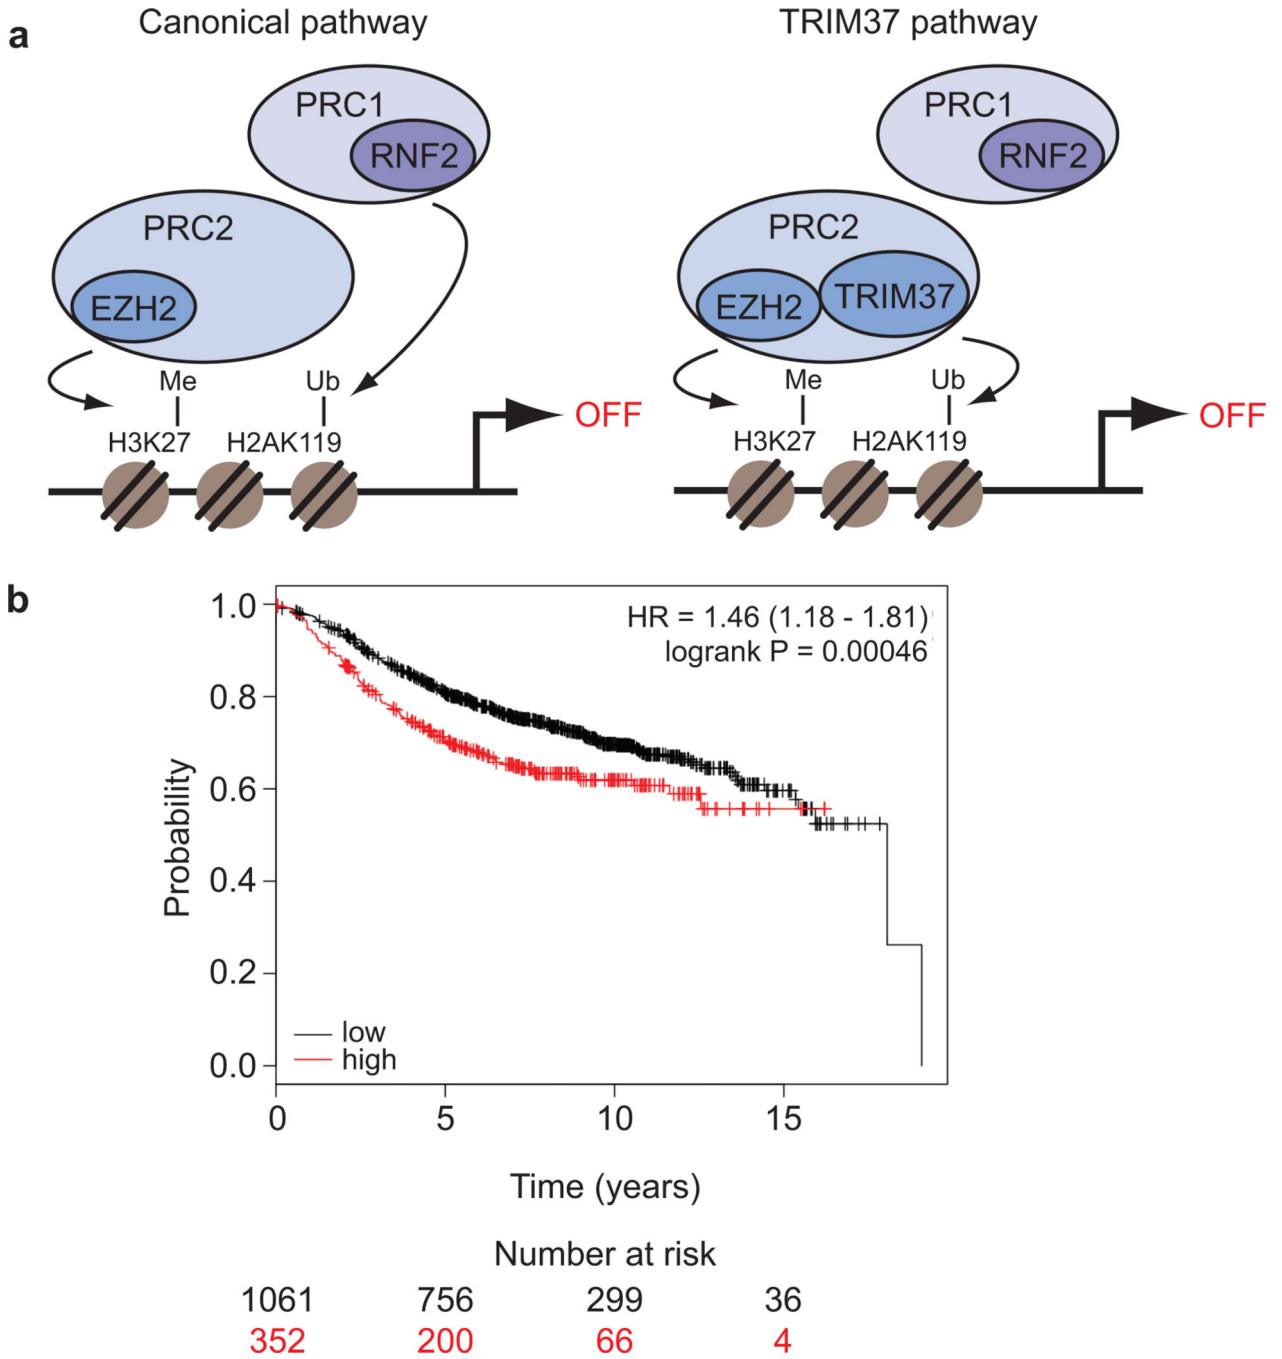 a
Canonical pathway
TRIM37 pathway
PRC1
RNF2
PRC2
EZH2
Me
Ub
H3K27
H2AK119
OFF
PRC1
RNF2
PRC2
EZH2
TRIM37
Me
Ub
H3K27
H2AK119
OFF
b
HR = 1.46 (1.18 - 1.81)
logrank P = 0.00046
Probability
1.0
0.8
0.6
0.4
0.2
0.0
low
high
0 5 10 15
Time (years)
Number at risk
1061 756 299 36
352 200 66 4